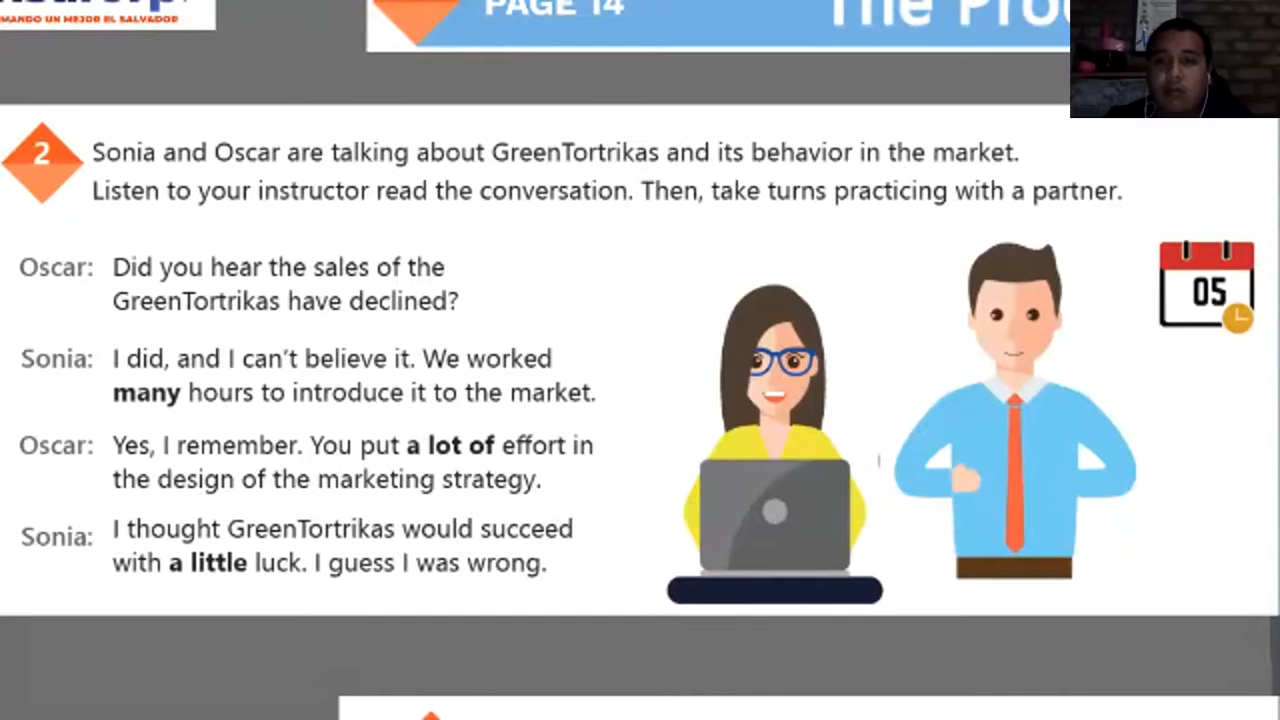 MANDO UN MEJOR EL SALVADOR
PAGE 14
The
2
Sonia and Oscar are talking about GreenTortrikas and its behavior in the market.
Listen to your instructor read the conversation. Then, take turns practicing with a partner.
Oscar: Did you hear the sales of the
GreenTortrikas have declined?
Sonia: I did, and I can't believe it. We worked
many hours to introduce it to the market.
Oscar: Yes, I remember. You put a lot of effort in
the design of the marketing strategy.
Sonia: I thought GreenTortrikas would succeed
with a little luck. I guess I was wrong.
05